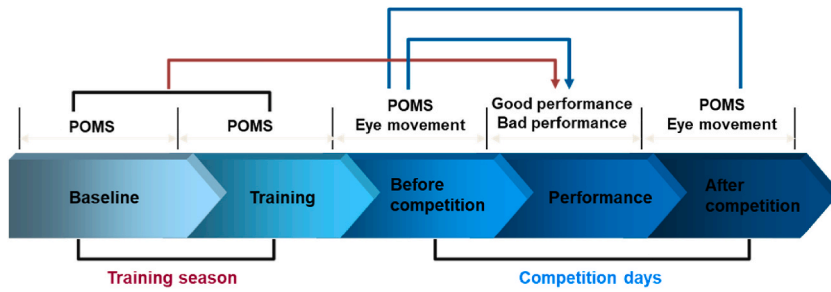 POMS
POMS
POMS
Eye movement
Good performance
Bad performance
POMS
Eye movement
Baseline
Training
Before
competition
Performance
After
competition
Training season
Competition days